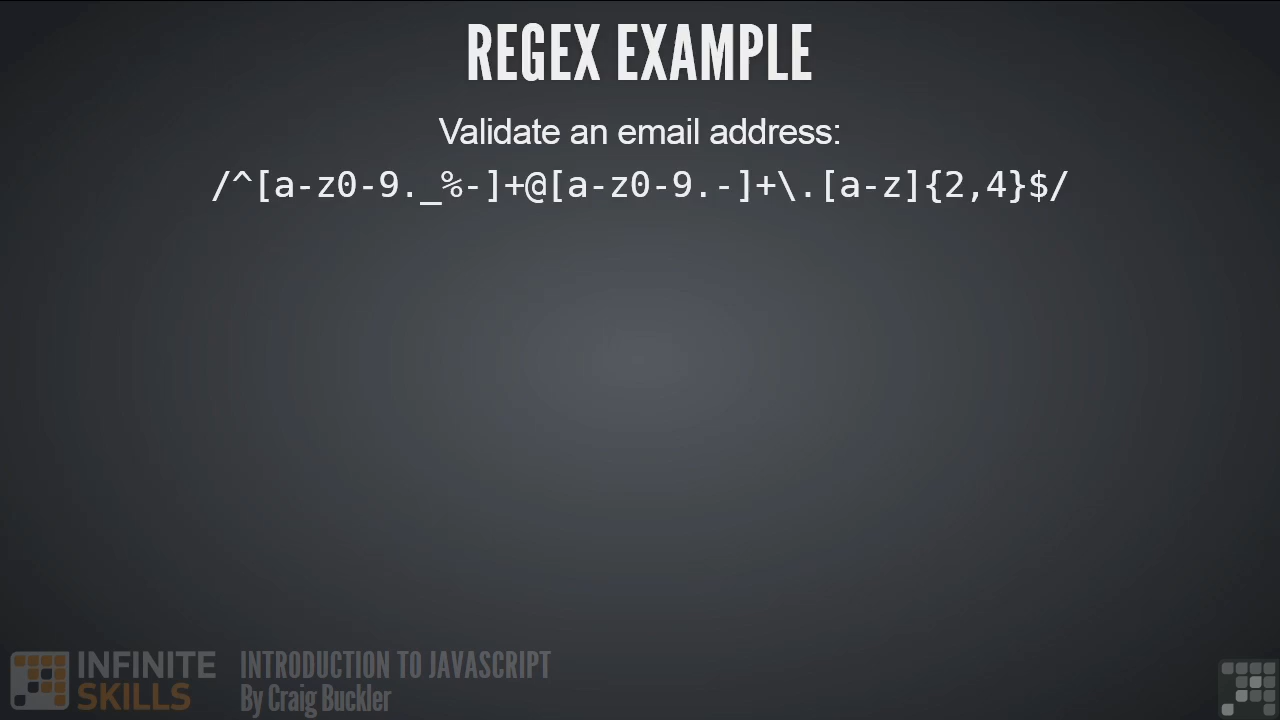 REGEX EXAMPLE
Validate an email address:
/^[a-z0-9._%-]+@[a-z0-9.-]+\.[a-z]{2,4}$/
INFINITE
SKILLS
INTRODUCTION TO JAVASCRIPT
By Craig Buckler